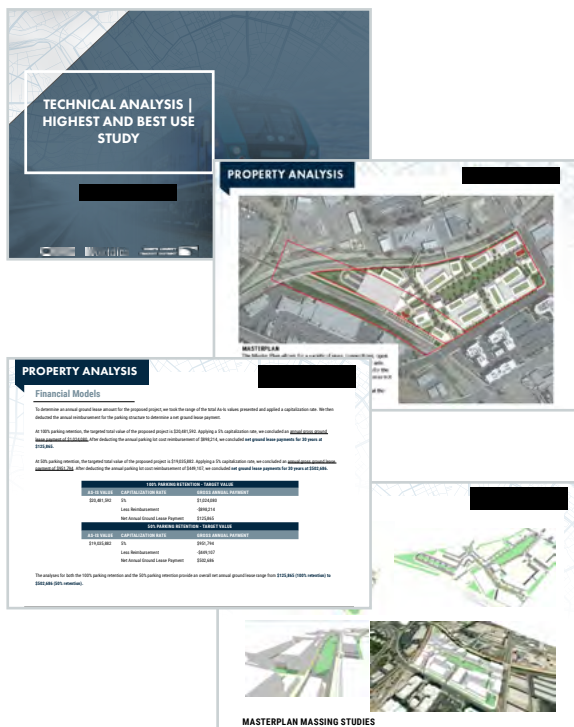 TECHNICAL ANALYSIS |
HIGHEST AND BEST USE
STUDY
PROPERTY ANALYSIS
MASTERPLAN
PROPERTY ANALYSIS
Financial Models
To determine an annual ground lease amount for the proposed project, we took the range of the total As-Is values presented and applied a capitalization rate. We then
deducted the annual reimbursement for the parking structure to determine a net ground lease payment.
At 100% parking retention, the targeted total value of the proposed project is $20,481,592. Applying a 5% capitalization rate, we concluded an annual gross ground
lease payment of $1,024,080. After deducting the annual parking lot cost reimbursement of $898,214, we concluded net ground lease payments for 30 years at
$125,865.
At 50% parking retention, the targeted total value of the proposed project is $19,035,882. Applying a 5% capitalization rate, we concluded an annual gross ground lease
payment of $951,794. After deducting the annual parking lot cost reimbursement of $449,107, we concluded net ground lease payments for 30 years at $502,686.
100% PARKING RETENTION - TARGET VALUE
AS-IS VALUE CAPITALIZATION RATE GROSS ANNUAL PAYMENT
$20,481,592 5% $1,024,080
Less Reimbursement -$898,214
Net Annual Ground Lease Payment $125,865
50% PARKING RETENTION - TARGET VALUE
AS-IS VALUE CAPITALIZATION RATE GROSS ANNUAL PAYMENT
$19,035,882 5% $951,794
Less Reimbursement -$449,107
Net Annual Ground Lease Payment $502,686
The analyses for both the 100% parking retention and the 50% parking retention provide an overall net annual ground lease range from $125,865 (100% retention) to
$502,686 (50% retention).
MASTERPLAN MASSING STUDIES